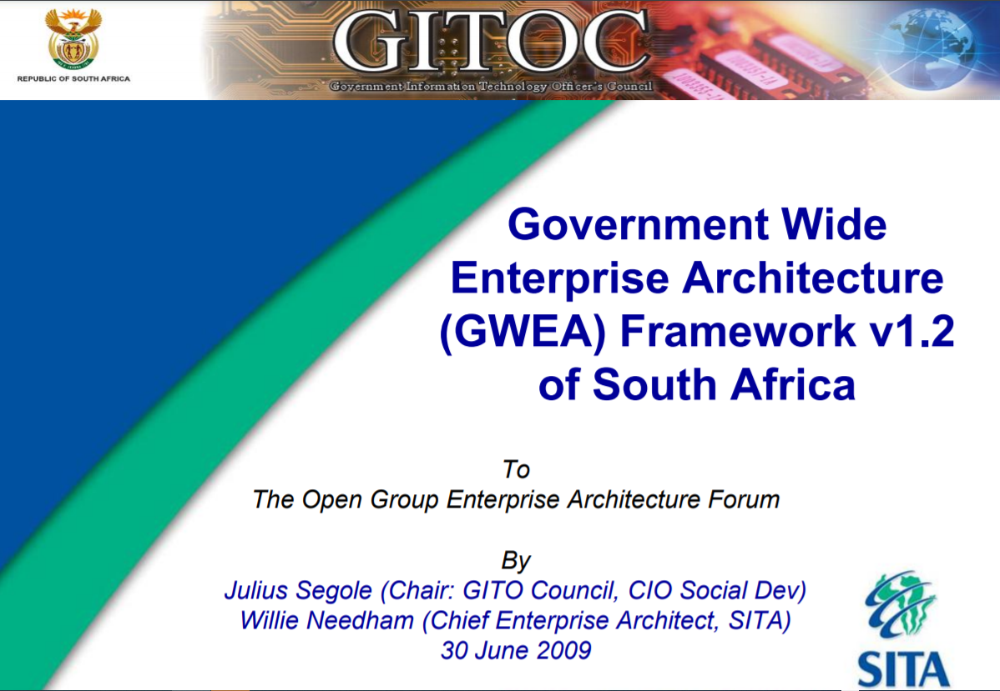 REPUBLIC OF SOUTH AFRICA
GITOC
Government Information Technology Officer's Council
Government Wide
Enterprise Architecture
(GWEA) Framework v1.2
of South Africa
To
The Open Group Enterprise Architecture Forum
By
Julius Segole (Chair: GITO Council, CIO Social Dev)
Willie Needham (Chief Enterprise Architect, SITA)
30 June 2009
SITA